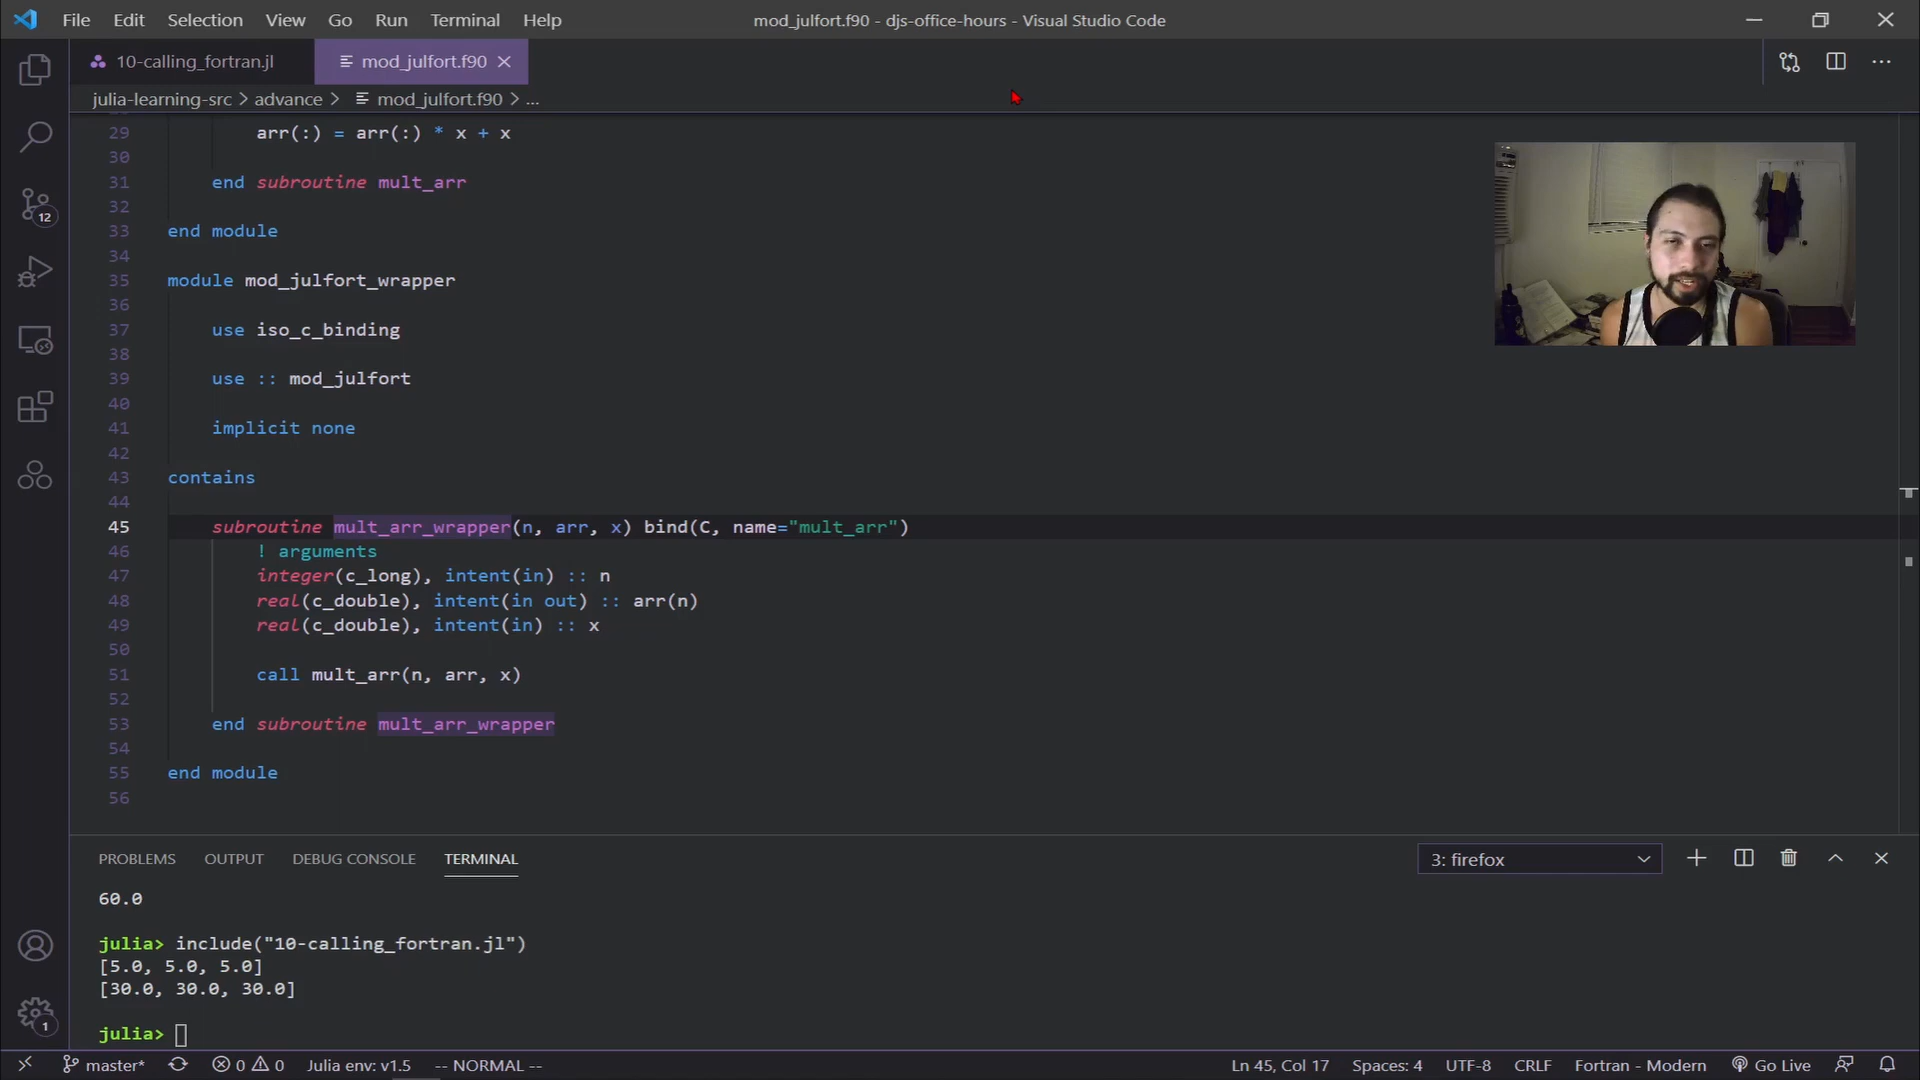 File Edit Selection View Go Run Terminal Help mod_julfort.f90 - djs-office-hours - Visual Studio Code
10-calling_fortran.jl mod_julfort.f90
julia-learning-src > advance > mod_julfort.f90 > ...
29 arr(:) = arr(:) * x + x
30
31 end subroutine mult_arr
32
33 end module
34
35 module mod_julfort_wrapper
36
37 use iso_c_binding
38
39 use :: mod_julfort
40
41 implicit none
42
43 contains
44
45 subroutine mult_arr_wrapper(n, arr, x) bind(C, name="mult_arr")
46 ! arguments
47 integer(c_long), intent(in) :: n
48 real(c_double), intent(in out) :: arr(n)
49 real(c_double), intent(in) :: x
50
51 call mult_arr(n, arr, x)
52
53 end subroutine mult_arr_wrapper
54
55 end module
56
12
1
PROBLEMS OUTPUT DEBUG CONSOLE TERMINAL 3: firefox
60.0
julia> include("10-calling_fortran.jl")
[5.0, 5.0, 5.0]
[30.0, 30.0, 30.0]
julia>
master* 0 0 Julia env: v1.5 -- NORMAL -- Ln 45, Col 17 Spaces: 4 UTF-8 CRLF Fortran - Modern Go Live